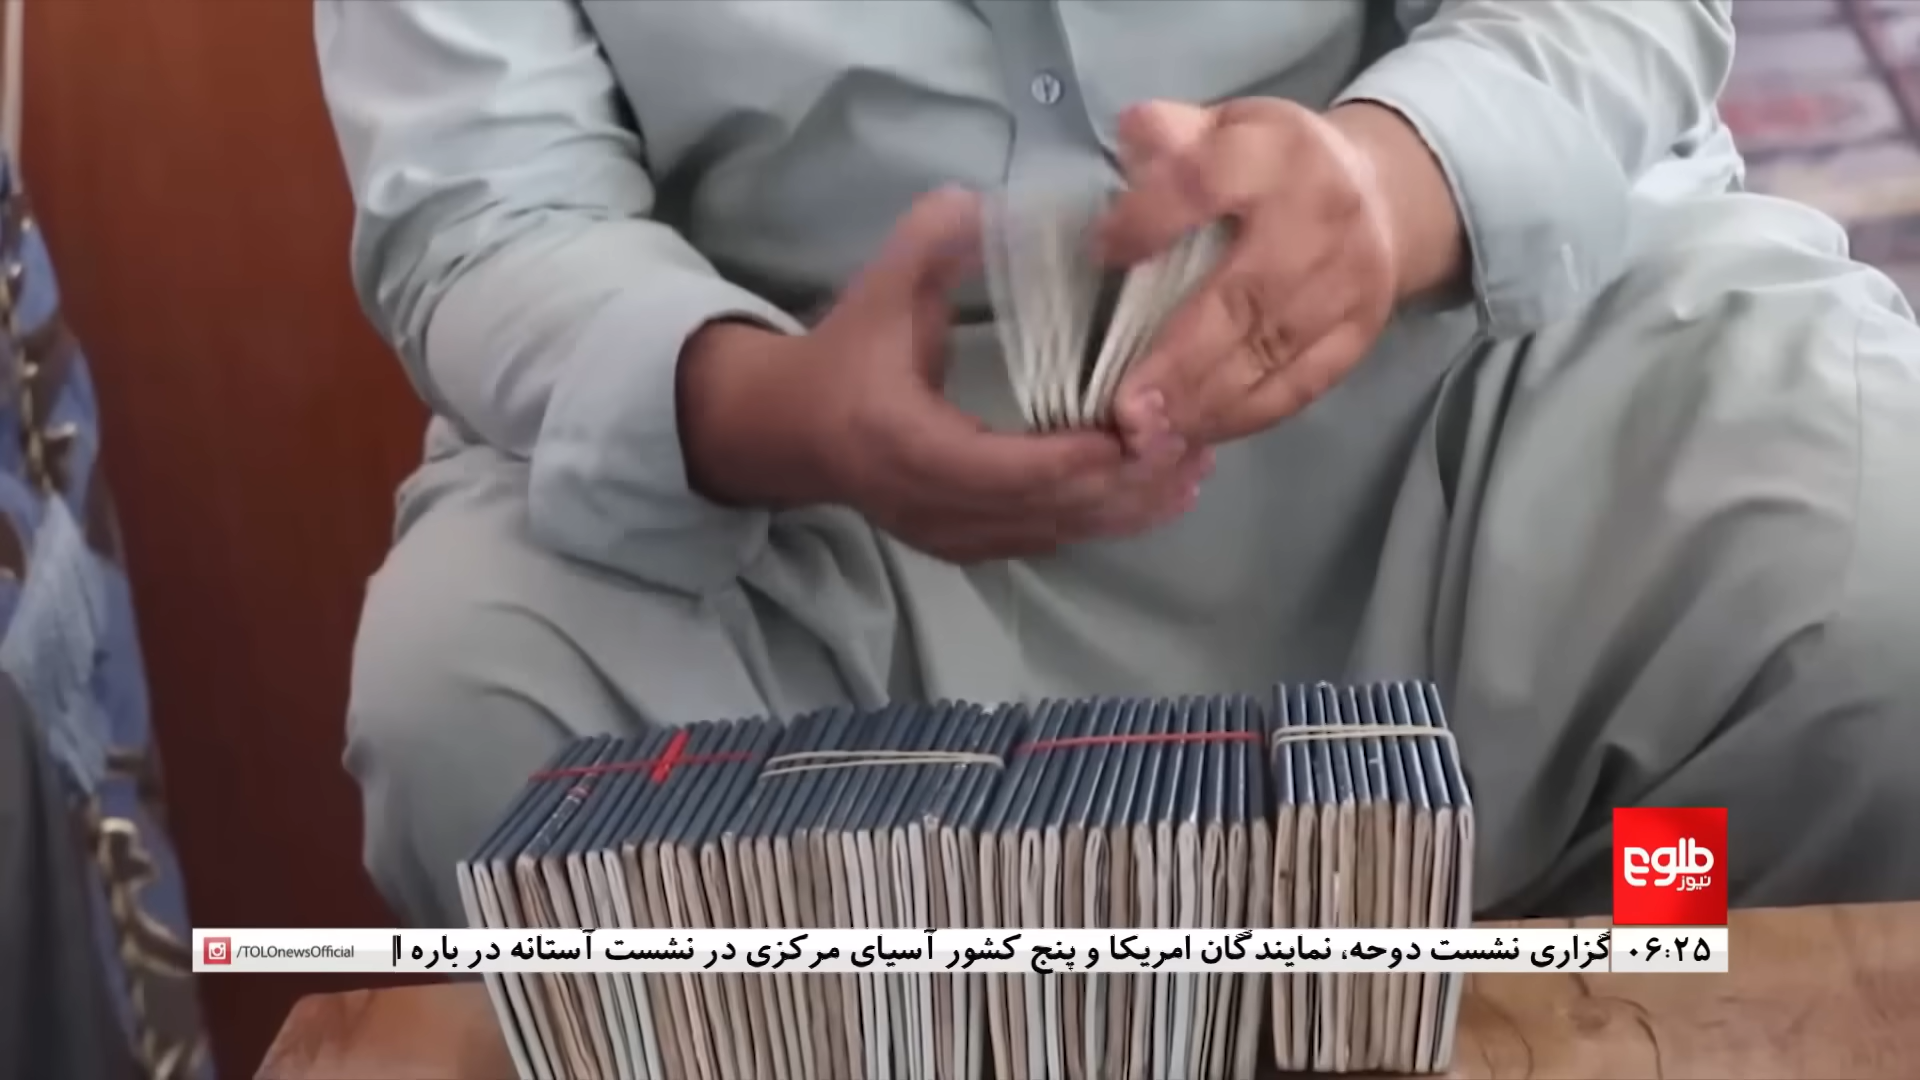 طلوع
نیوز
گزاری نشست دوحه، نمایندگان امریکا و پنج کشور آسیای مرکزی در نشست آستانه در باره ا
۰۶:۲۵
/TOLOnewsOfficial